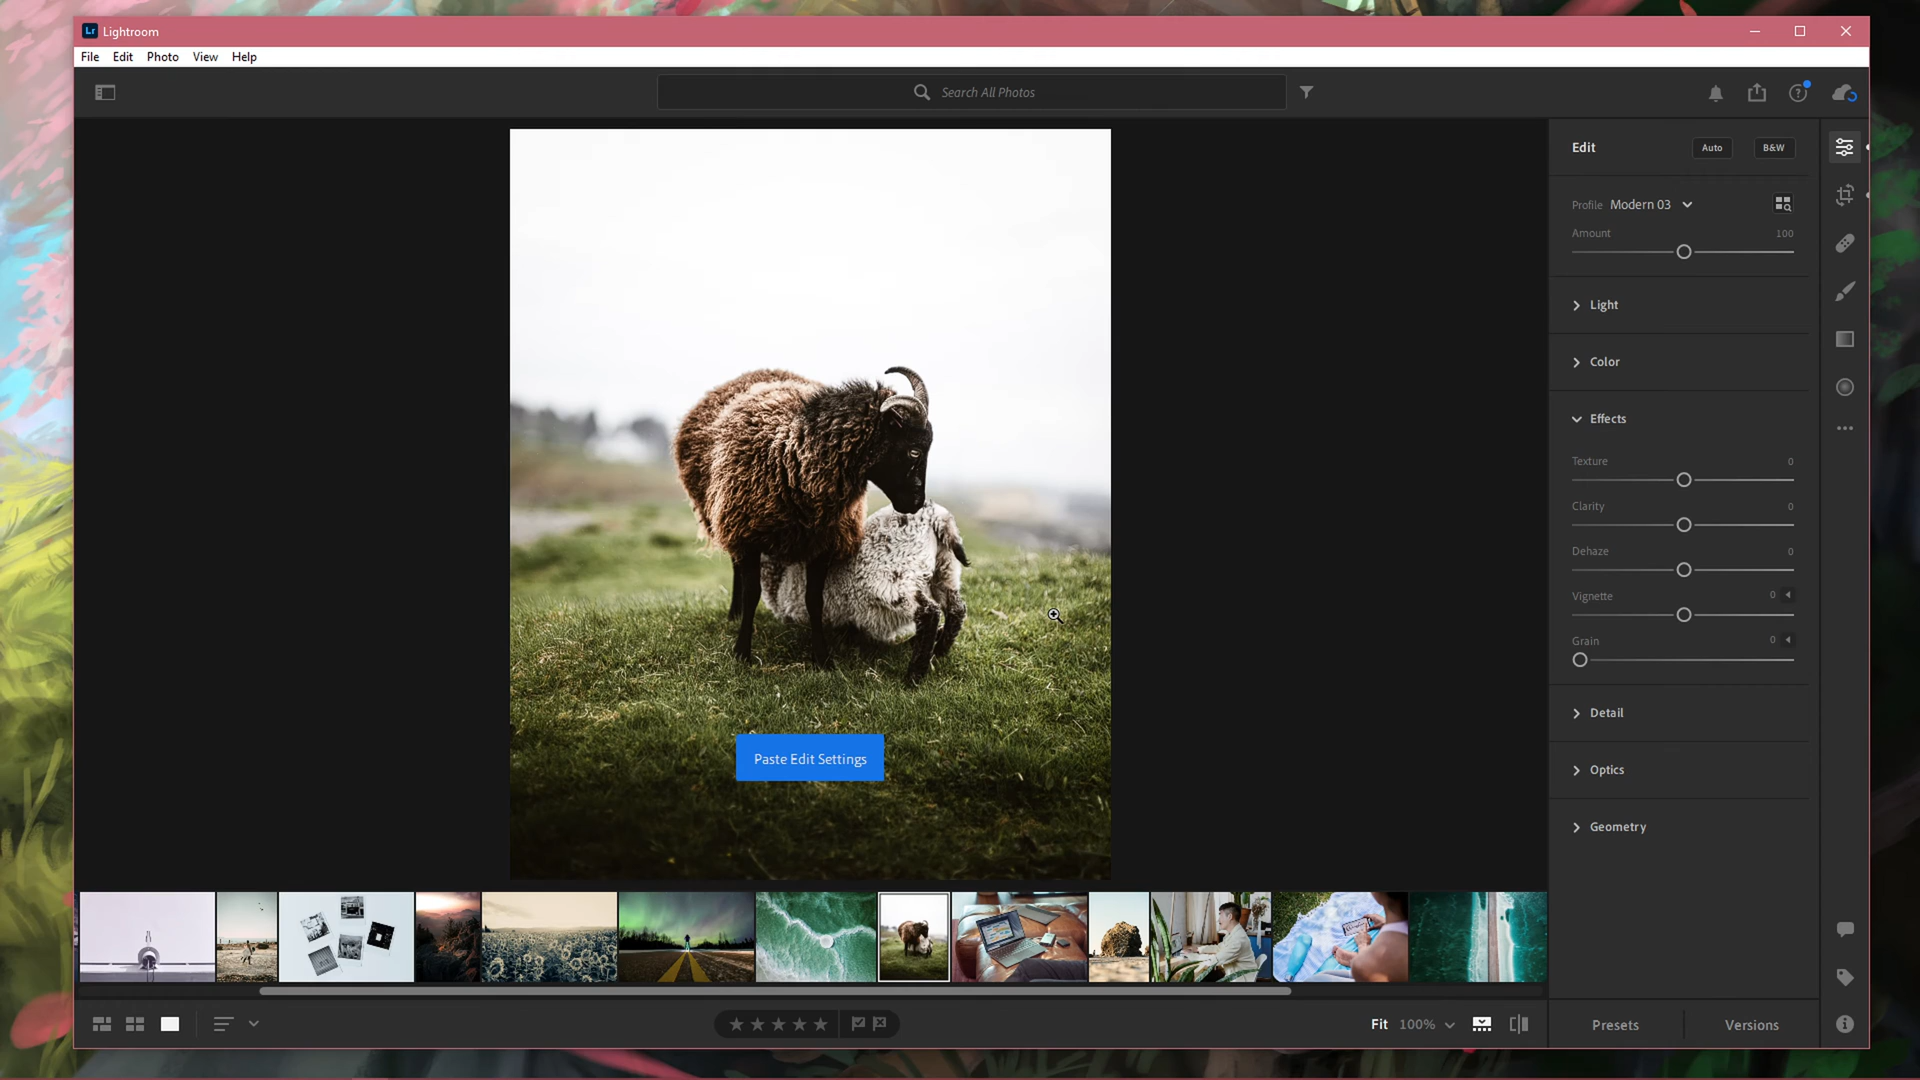 Lr Lightroom
File Edit Photo View Help
Search All Photos
Edit Auto B&W
Profile Modern 03
Amount 100
Light
Color
Effects
Texture 0
Clarity 0
Dehaze 0
Vignette 0
Grain 0
Paste Edit Settings
Detail
Optics
Geometry
Fit 100%
Presets Versions